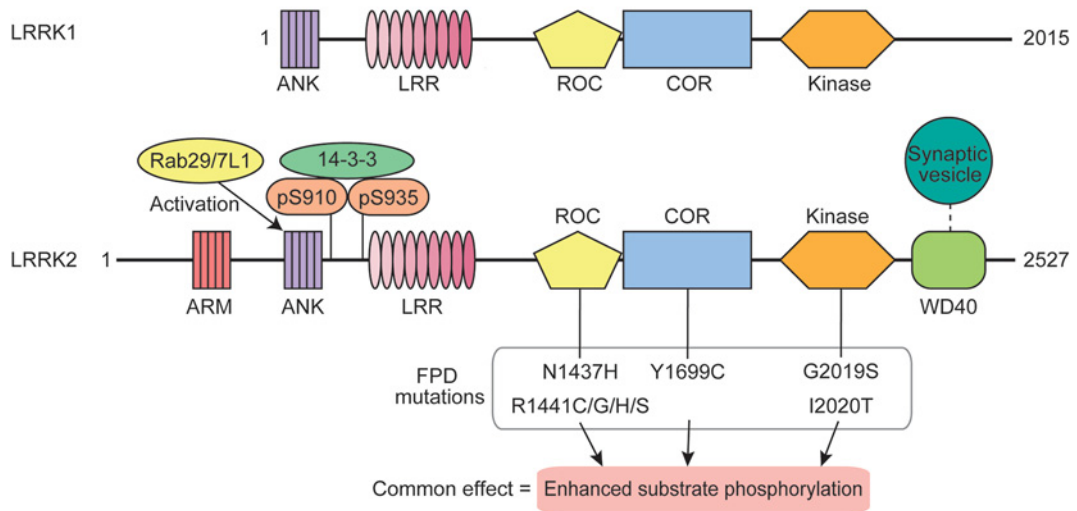 LRRK1
1
2015
ANK
LRR
ROC
COR
Kinase
Rab29/7L1
14-3-3
Synaptic
vesicle
pS910
pS935
Activation
ROC
COR
Kinase
LRRK2
1
2527
ARM
ANK
LRR
WD40
FPD
mutations
N1437H
Y1699C
G2019S
R1441C/G/H/S
I2020T
Common effect =
Enhanced substrate phosphorylation